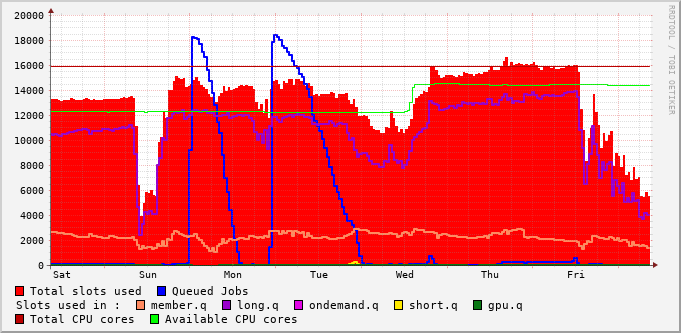 20000
18000
16000
14000
12000
10000
8000
6000
4000
2000
0
Sat Sun Mon Tue Wed Thu Fri
RRDTOOL / TOBI OETIKER
Total slots used Queued Jobs
Slots used in : member.q long.q ondemand.q short.q gpu.q
Total CPU cores Available CPU cores